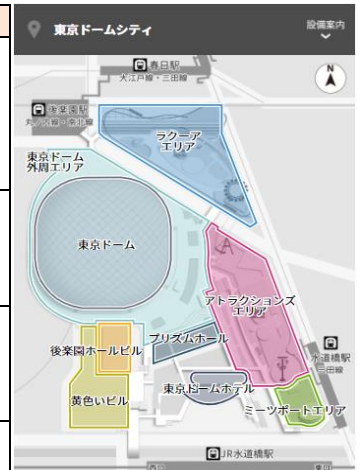 東京ドームシティ
設備案内
N
春日駅
大江戸線・三田線
後楽園駅
丸ノ内線・南北線
ラクーア
エリア
東京ドーム
外周エリア
東京ドーム
アトラクションズ
エリア
プリズムホール
後楽園ホールビル
水道橋駅
三田線
東京ドームホテル
黄色いビル
ミーツポートエリア
JR水道橋駅
西口
東口